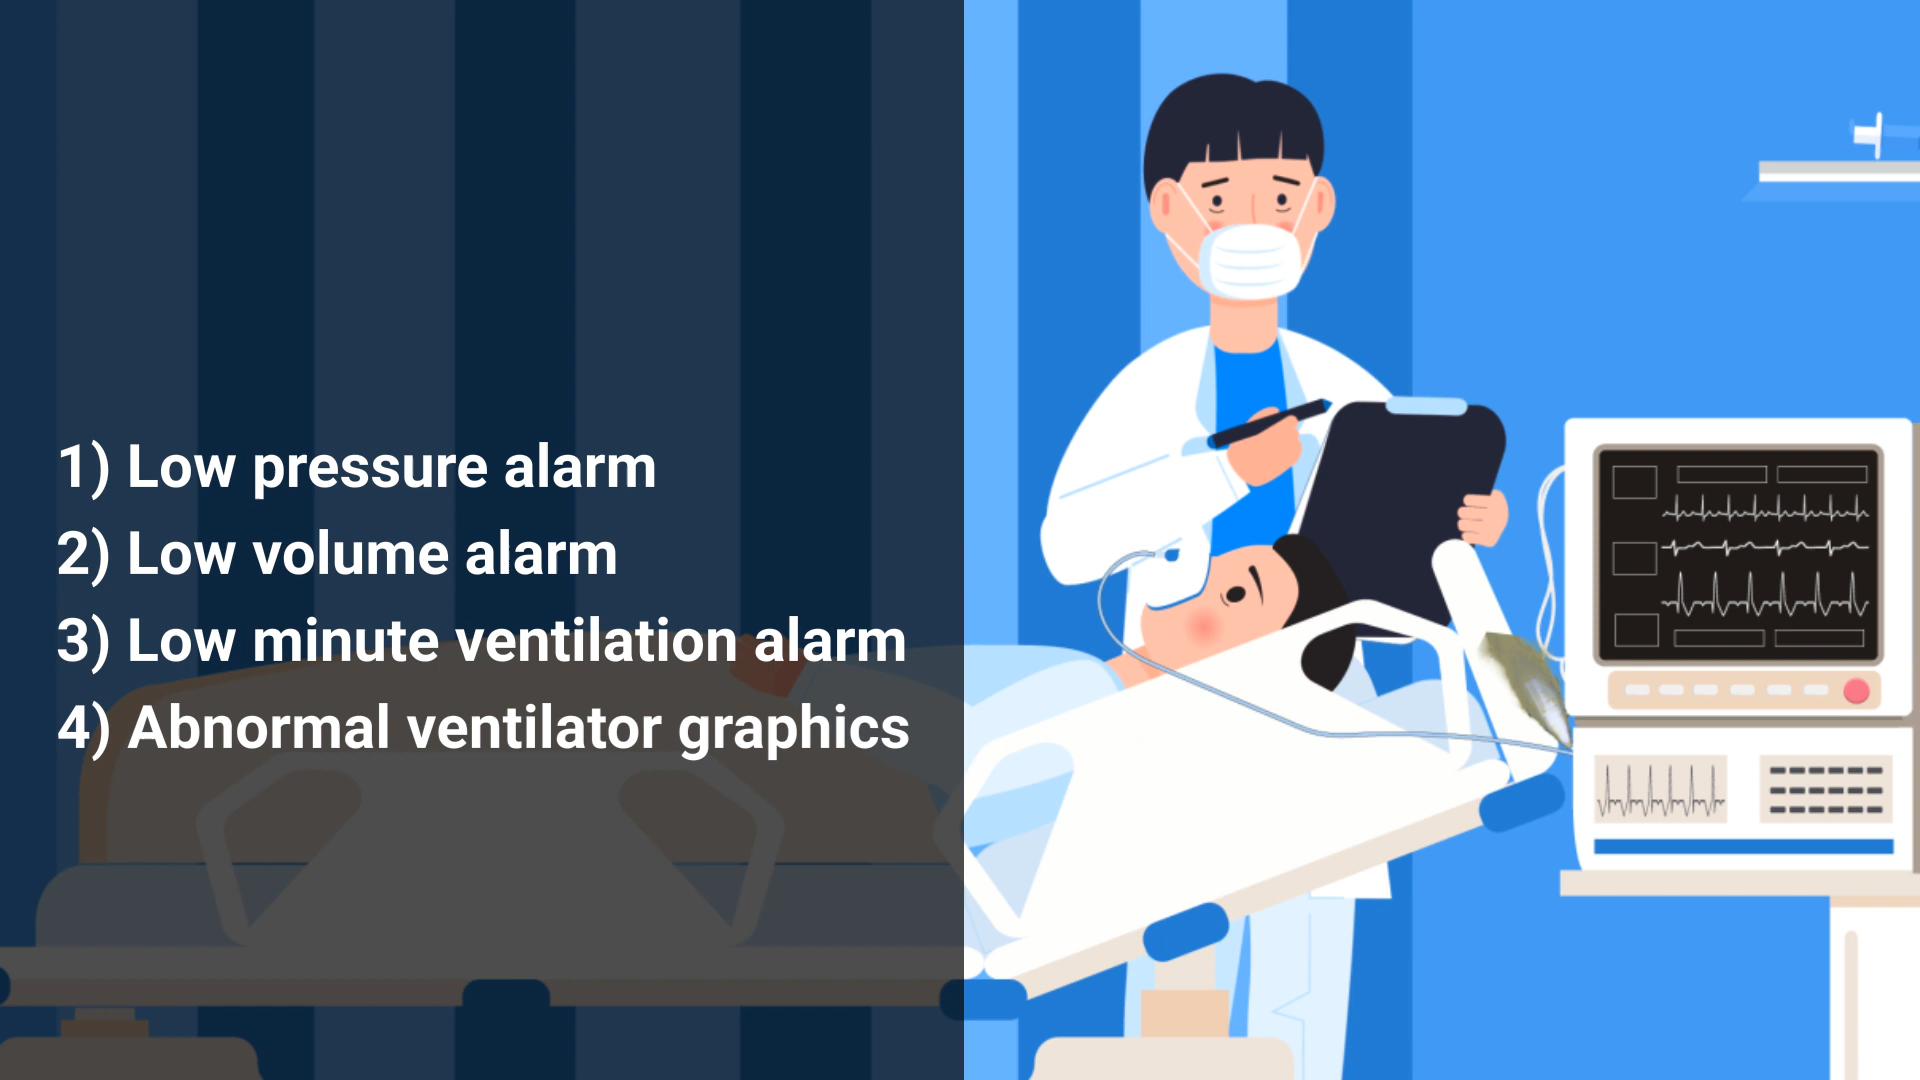 1) Low pressure alarm
2) Low volume alarm
3) Low minute ventilation alarm
4) Abnormal ventilator graphics